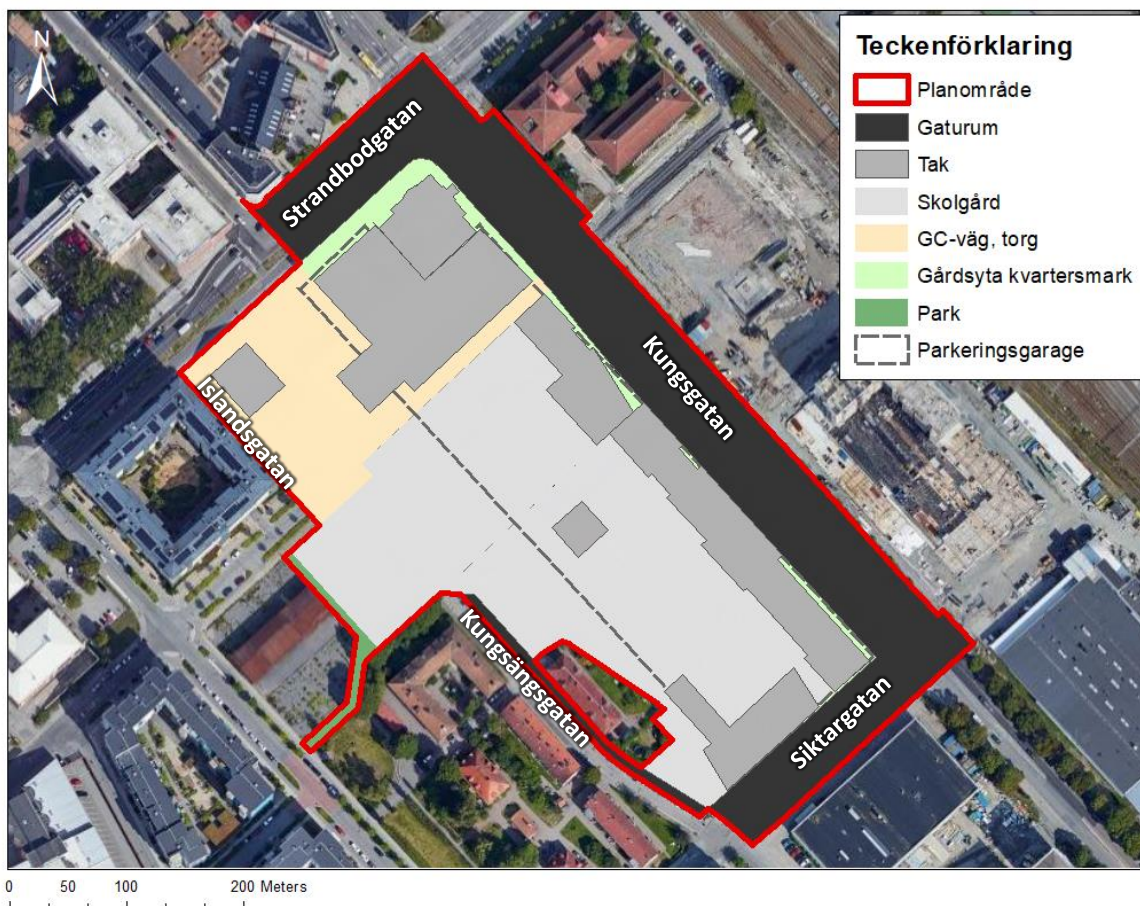 N
Teckenförklaring
Planområde
Gaturum
Tak
Skolgård
GC-väg, torg
Gårdsyta kvartersmark
Park
Parkeringsgarage
Strandbodgatan
Kungsgatan
Islandsgatan
Kungsängsgatan
Siktargatan
0 50 100 200 Meters